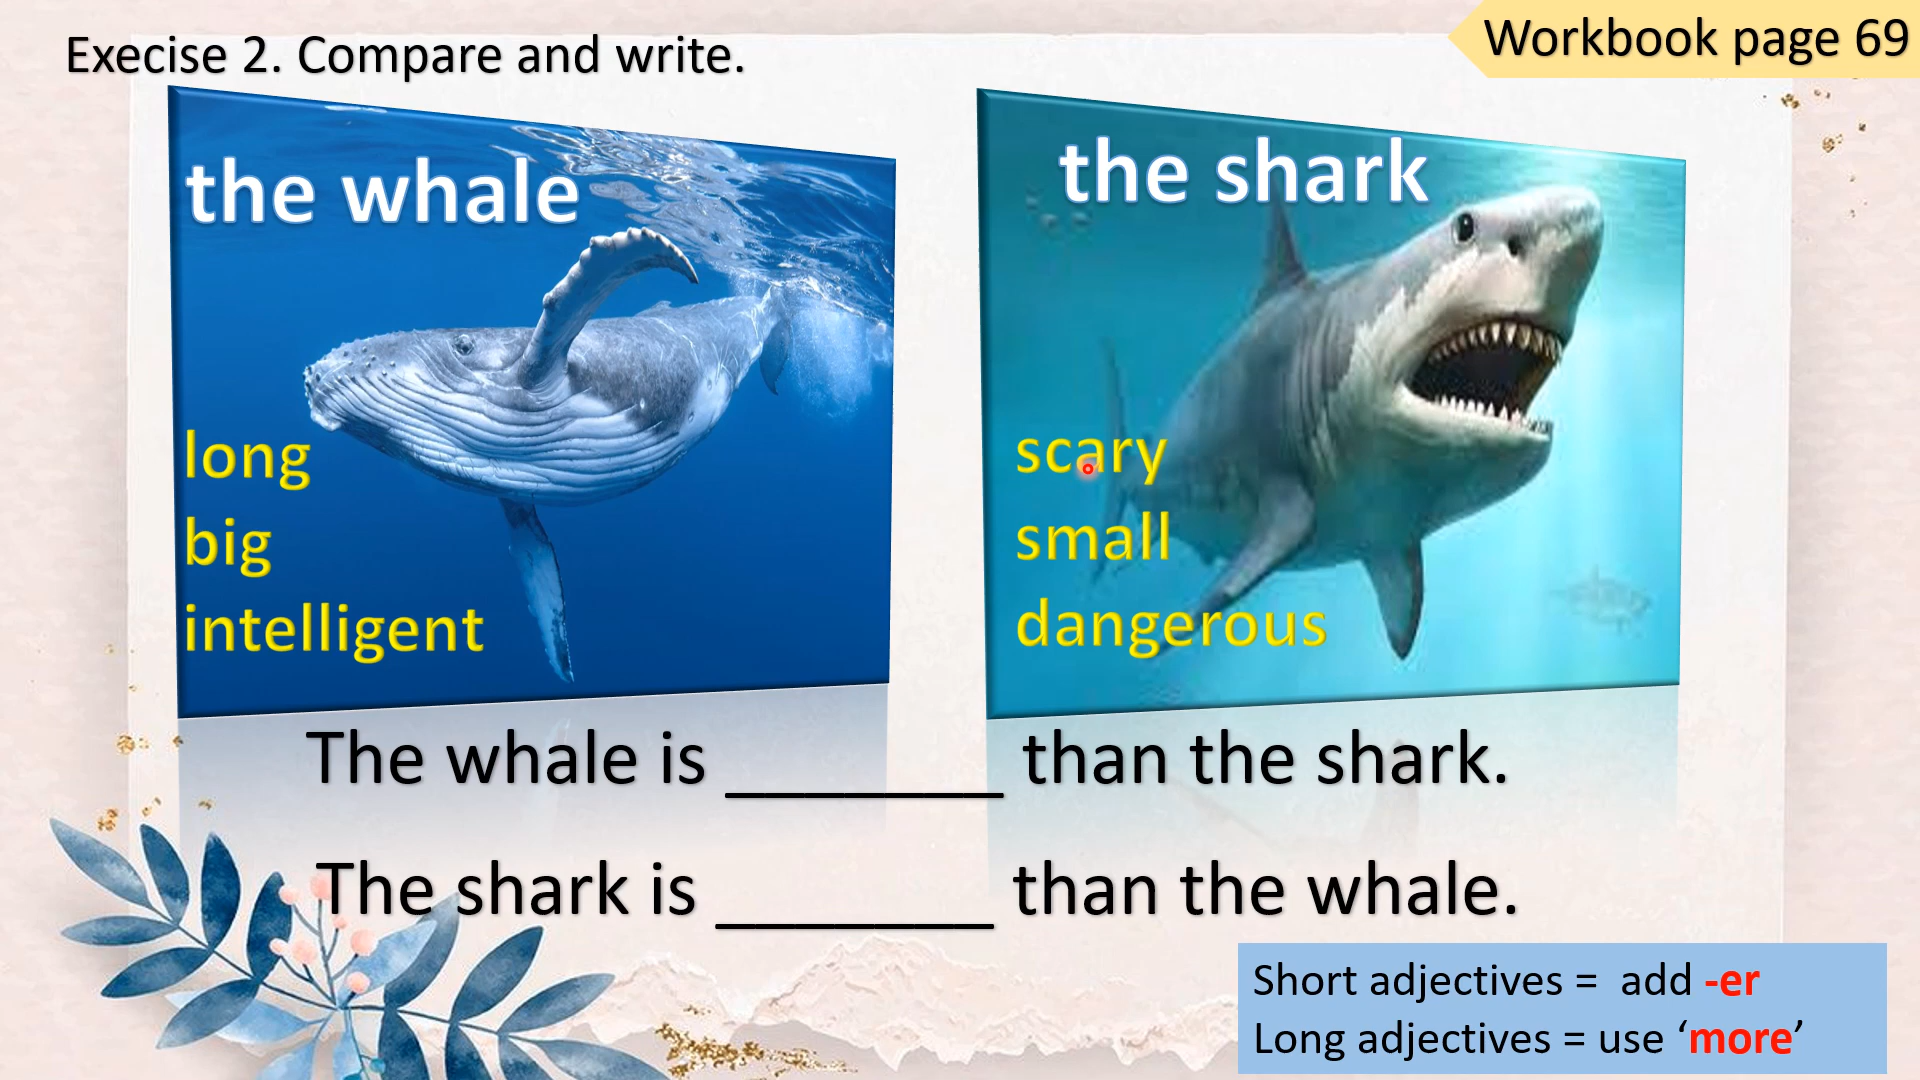 Execise 2. Compare and write.
Workbook page 69
the whale
long
big
intelligent
the shark
scary
small
dangerous
The whale is _______ than the shark.
The shark is _______ than the whale.
Short adjectives =  add -er
Long adjectives = use ‘more’